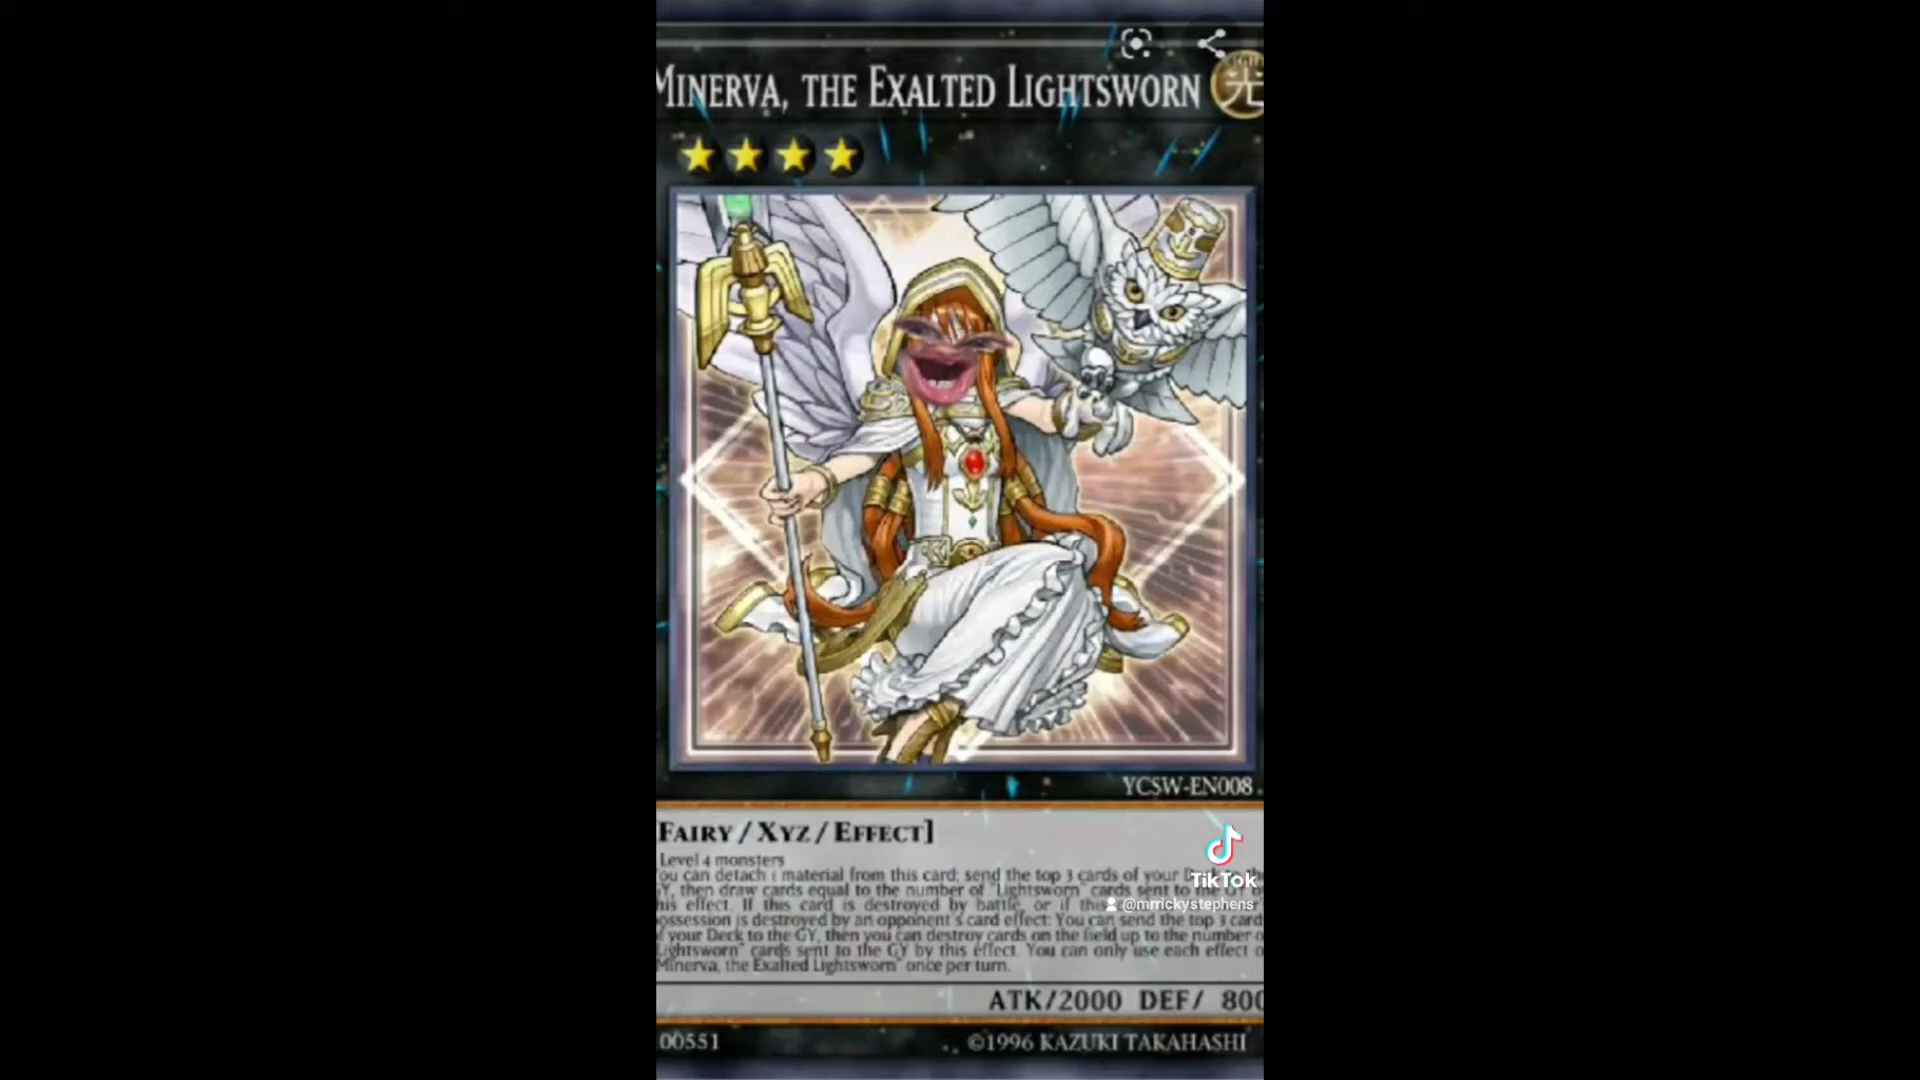 MINERVA, THE EXALTED LIGHTSWORN
光
YCSW-EN008
FAIRY / XYZ / EFFECT]
Level 4 monsters
ou can detach 1 material from this card; send the top 3 cards of your
GY, then draw cards equal to the number of "Lightsworn" cards sent to the GY
his effect. If this card is destroyed by battle, or if this
ossession is destroyed by an opponent's card effect: You can send the top 3 card
f your Deck to the GY, then you can destroy cards on the field up to the number o
Lightsworn" cards sent to the GY by this effect. You can only use each effect o
Minerva, the Exalted Lightsworn" once per turn.
TikTok
@mrrickystephens
ATK/2000 DEF/ 800
00551
©1996 KAZUKI TAKAHASHI